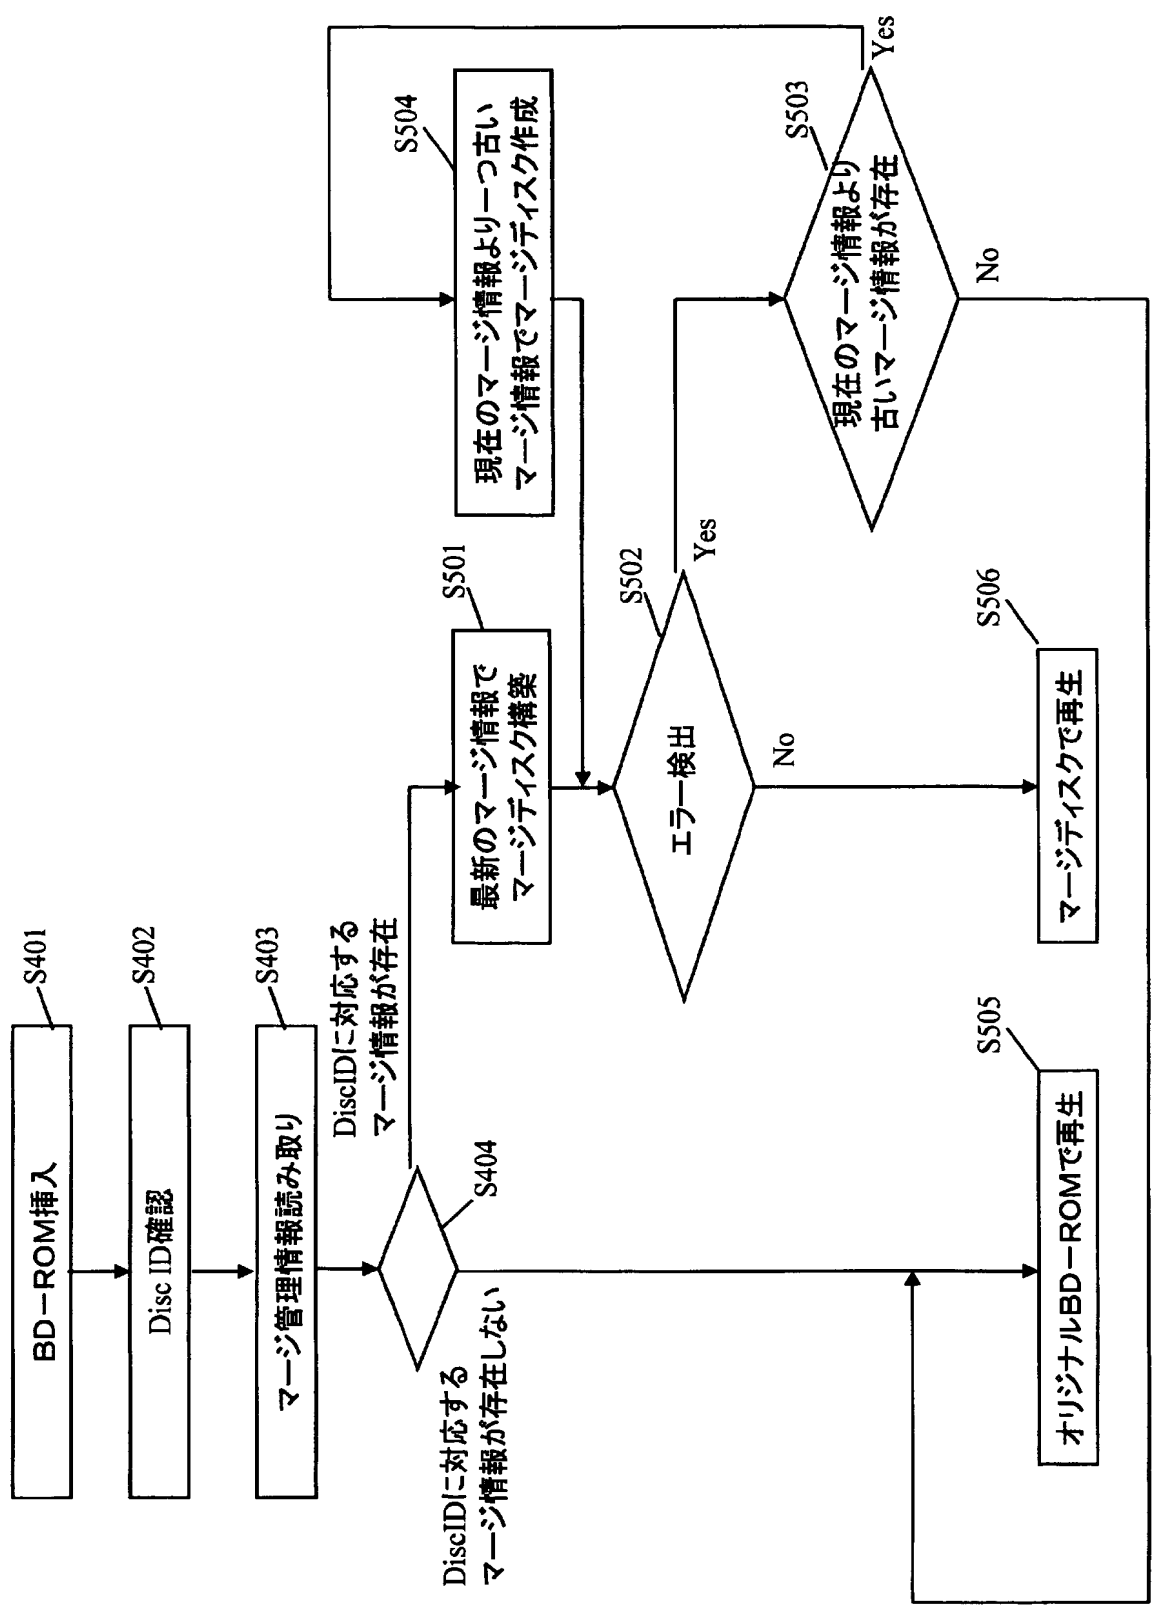 BD-ROM挿入
S401
Disc ID確認
S402
マージ管理情報読み取り
S403
S404
DiscIDに対応する
マージ情報が存在
DiscIDに対応する
マージ情報が存在しない
最新のマージ情報で
マージディスク構築
S501
現在のマージ情報より一つ古い
マージ情報でマージディスク作成
S504
エラー検出
S502
Yes
No
現在のマージ情報より
古いマージ情報が存在
S503
Yes
No
オリジナルBD-ROMで再生
S505
マージディスクで再生
S506